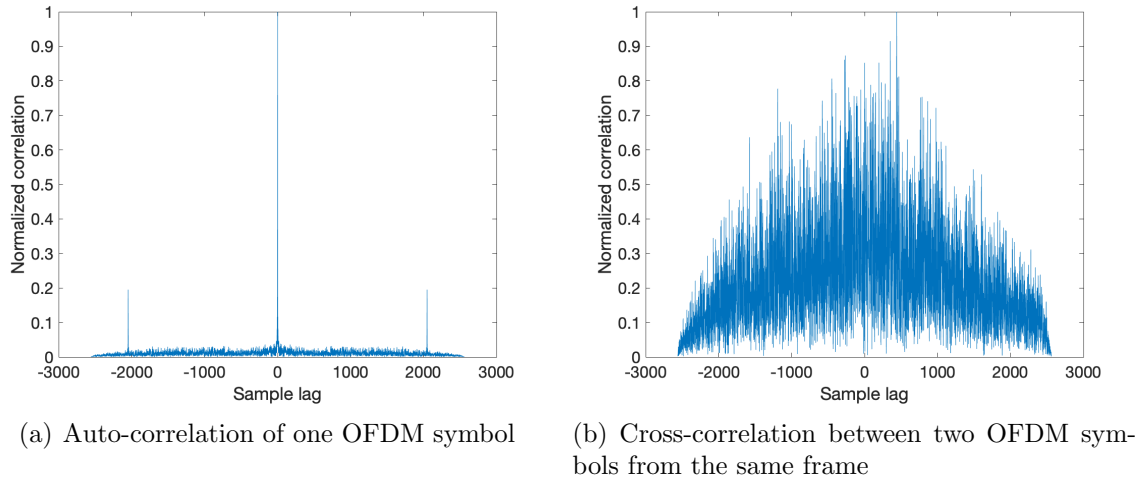 1
0.9
0.8
0.7
0.6
0.5
0.4
0.3
0.2
0.1
0
Normalized correlation
-3000 -2000 -1000 0 1000 2000 3000
Sample lag
(a) Auto-correlation of one OFDM symbol
1
0.9
0.8
0.7
0.6
0.5
0.4
0.3
0.2
0.1
0
Normalized correlation
-3000 -2000 -1000 0 1000 2000 3000
Sample lag
(b) Cross-correlation between two OFDM sym-
bols from the same frame